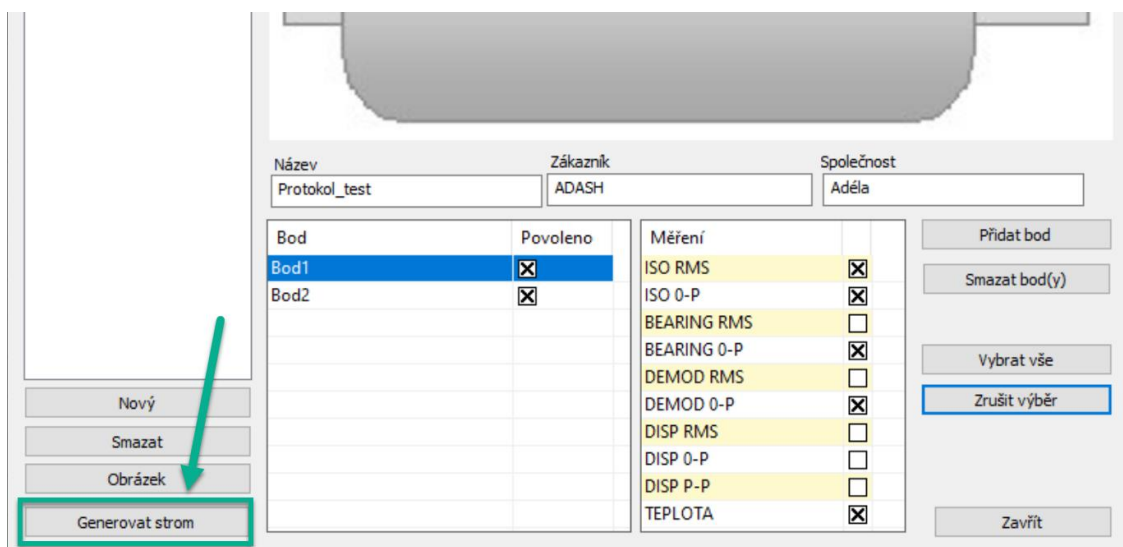 Název Zákazník Společnost
Protokol_test ADASH Adéla
Bod Povoleno
Bod1
Bod2
Měření
ISO RMS
ISO 0-P
BEARING RMS
BEARING 0-P
DEMOD RMS
DEMOD 0-P
DISP RMS
DISP 0-P
DISP P-P
TEPLOTA
Přidat bod
Smazat bod(y)
Vybrat vše
Zrušit výběr
Zavřít
Nový
Smazat
Obrázek
Generovat strom